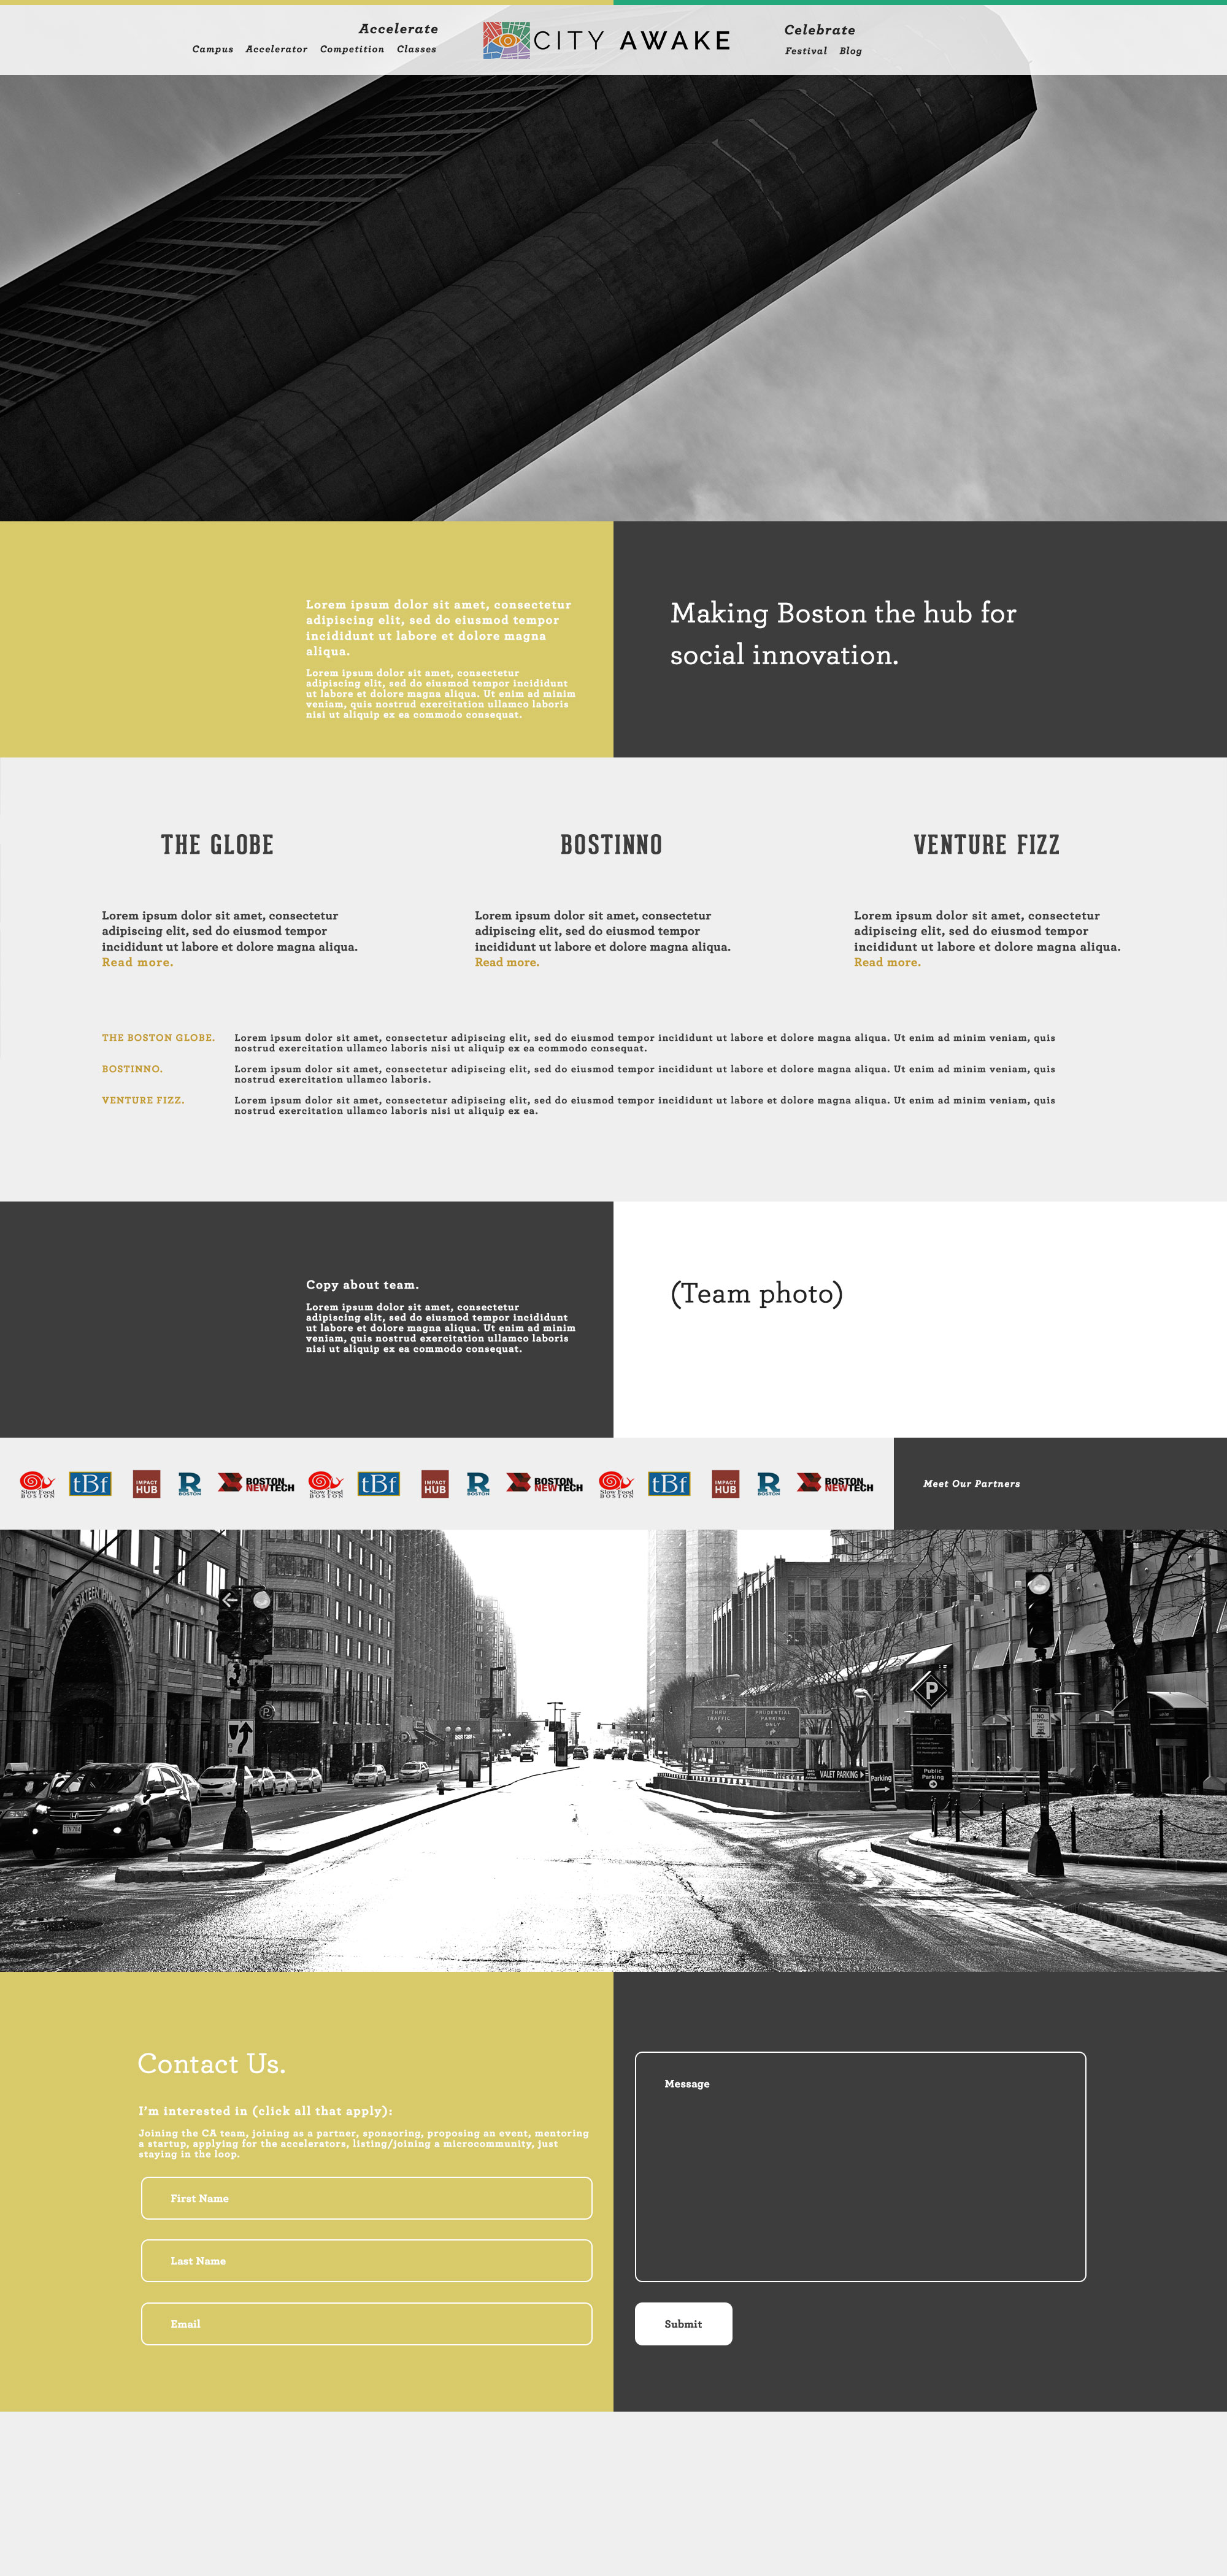 Accelerate
Campus Accelerator Competition Classes
CITY AWAKE
Celebrate
Festival Blog
Lorem ipsum dolor sit amet, consectetur
adipiscing elit, sed do eiusmod tempor
incididunt ut labore et dolore magna
aliqua.
Lorem ipsum dolor sit amet, consectetur
adipiscing elit, sed do eiusmod tempor incididunt
ut labore et dolore magna aliqua. Ut enim ad minim
veniam, quis nostrud exercitation ullamco laboris
nisi ut aliquip ex ea commodo consequat.
Making Boston the hub for
social innovation.
THE GLOBE
Lorem ipsum dolor sit amet, consectetur
adipiscing elit, sed do eiusmod tempor
incididunt ut labore et dolore magna aliqua.
Read more.
BOSTINNO
Lorem ipsum dolor sit amet, consectetur
adipiscing elit, sed do eiusmod tempor
incididunt ut labore et dolore magna aliqua.
Read more.
VENTURE FIZZ
Lorem ipsum dolor sit amet, consectetur
adipiscing elit, sed do eiusmod tempor
incididunt ut labore et dolore magna aliqua.
Read more.
THE BOSTON GLOBE.
Lorem ipsum dolor sit amet, consectetur adipiscing elit, sed do eiusmod tempor incididunt ut labore et dolore magna aliqua. Ut enim ad minim veniam, quis
nostrud exercitation ullamco laboris nisi ut aliquip ex ea commodo consequat.
BOSTINNO.
Lorem ipsum dolor sit amet, consectetur adipiscing elit, sed do eiusmod tempor incididunt ut labore et dolore magna aliqua. Ut enim ad minim veniam, quis
nostrud exercitation ullamco laboris.
VENTURE FIZZ.
Lorem ipsum dolor sit amet, consectetur adipiscing elit, sed do eiusmod tempor incididunt ut labore et dolore magna aliqua. Ut enim ad minim veniam, quis
nostrud exercitation ullamco laboris nisi ut aliquip ex ea.
Copy about team.
Lorem ipsum dolor sit amet, consectetur
adipiscing elit, sed do eiusmod tempor incididunt
ut labore et dolore magna aliqua. Ut enim ad minim
veniam, quis nostrud exercitation ullamco laboris
nisi ut aliquip ex ea commodo consequat.
(Team photo)
Slow Food
BOSTON
tBf
IMPACT
HUB
R
BOSTON
BOSTON
NEWTECH
Slow Food
BOSTON
tBf
IMPACT
HUB
R
BOSTON
BOSTON
NEWTECH
Slow Food
BOSTON
tBf
IMPACT
HUB
R
BOSTON
BOSTON
NEWTECH
Meet Our Partners
P
THRU
TRAFFIC
ONLY
PRUDENTIAL
PARKING
ONLY
ONLY
NO
VALET PARKING
Parking
Public
Parking
Contact Us.
I'm interested in (click all that apply):
Joining the CA team, joining as a partner, sponsoring, proposing an event, mentoring
a startup, applying for the accelerators, listing/joining a microcommunity, just
staying in the loop.
First Name
Last Name
Email
Message
Submit